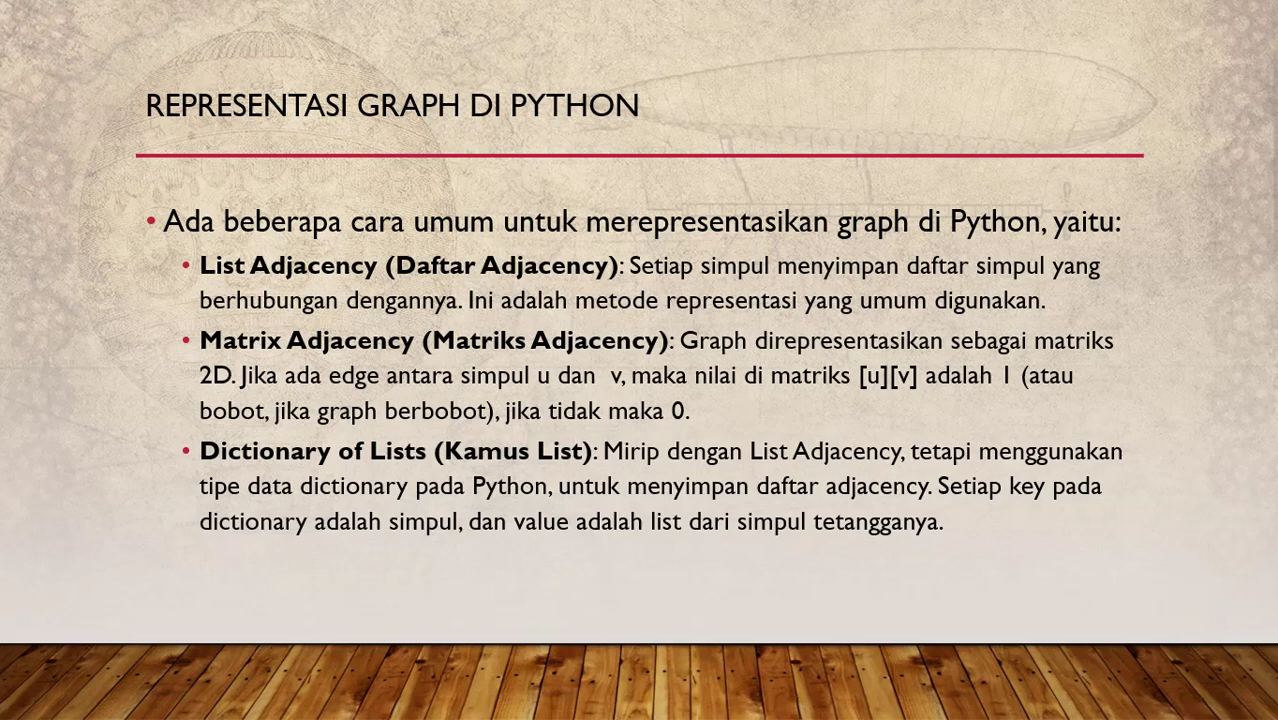 REPRESENTASI GRAPH DI PYTHON
• Ada beberapa cara umum untuk merepresentasikan graph di Python, yaitu:
• List Adjacency (Daftar Adjacency): Setiap simpul menyimpan daftar simpul yang
berhubungan dengannya. Ini adalah metode representasi yang umum digunakan.
• Matrix Adjacency (Matriks Adjacency): Graph direpresentasikan sebagai matriks
2D. Jika ada edge antara simpul u dan  v, maka nilai di matriks [u][v] adalah 1 (atau
bobot, jika graph berbobot), jika tidak maka 0.
• Dictionary of Lists (Kamus List): Mirip dengan List Adjacency, tetapi menggunakan
tipe data dictionary pada Python, untuk menyimpan daftar adjacency. Setiap key pada
dictionary adalah simpul, dan value adalah list dari simpul tetangganya.